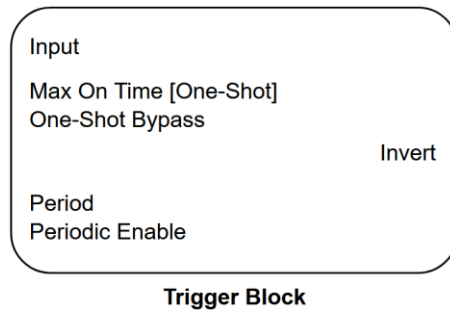 Input
Max On Time [One-Shot]
One-Shot Bypass
Invert
Period
Periodic Enable
Trigger Block